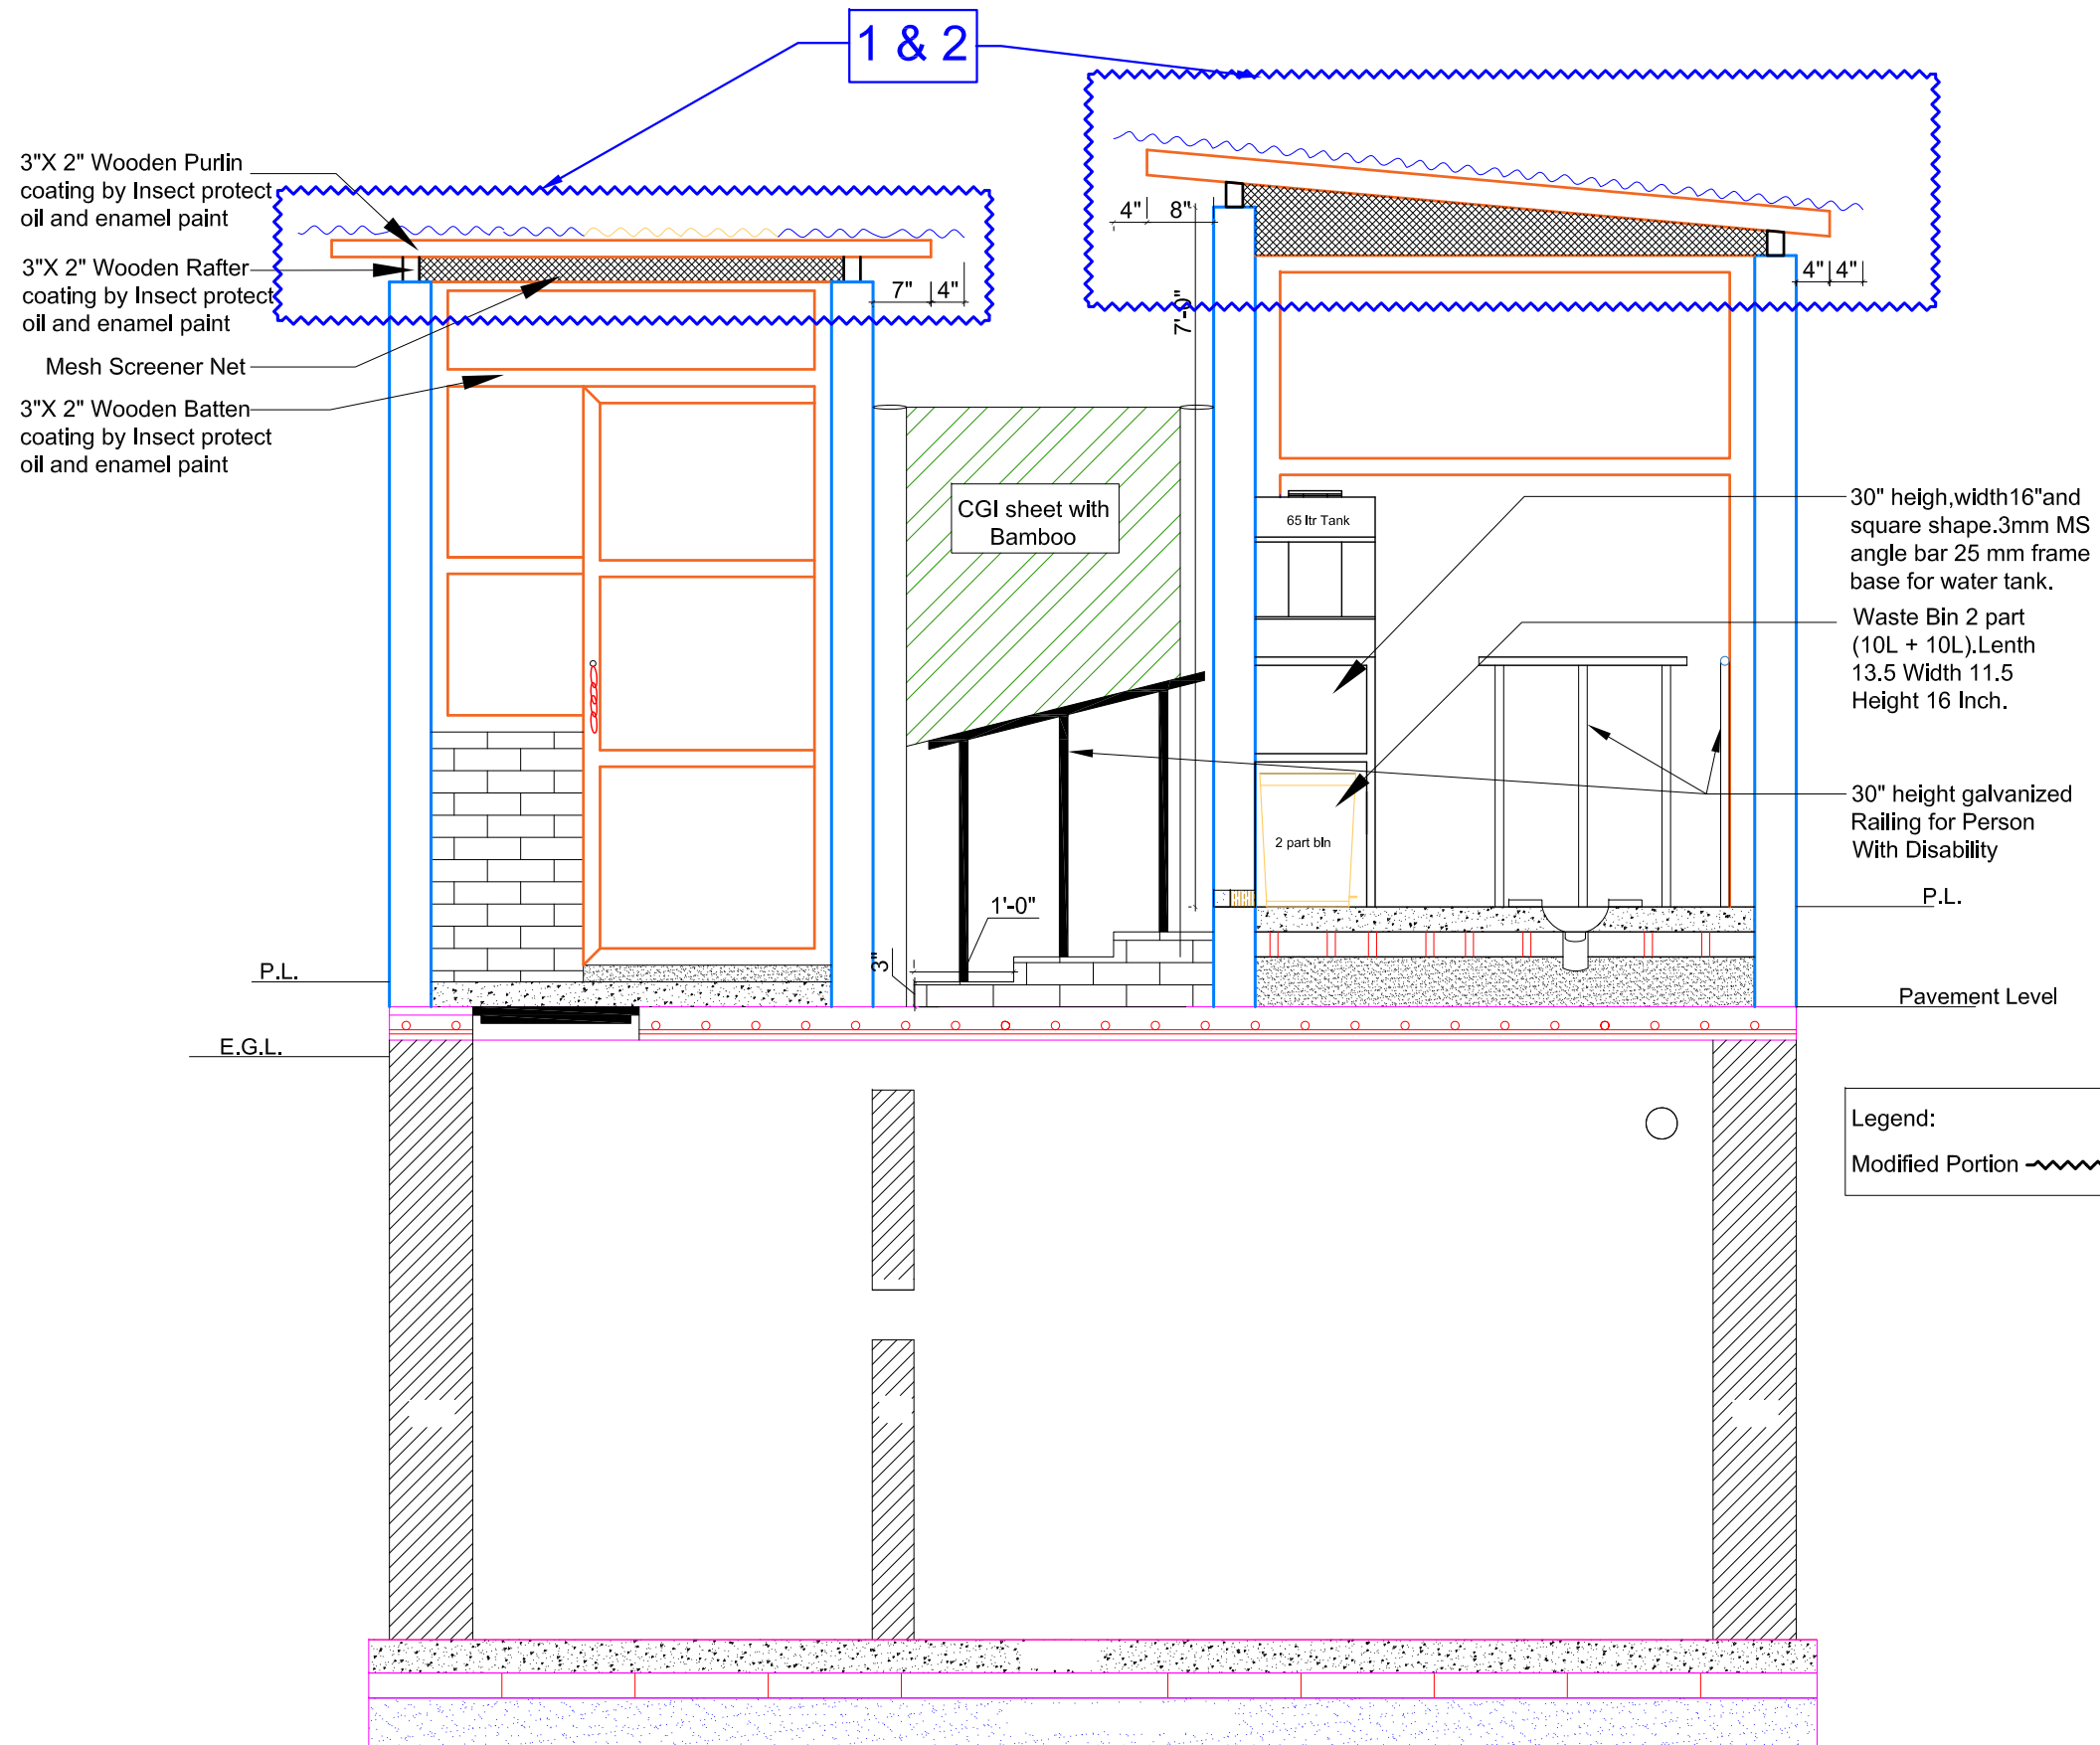 1 & 2
3"X 2" Wooden Purlin
coating by Insect protect
oil and enamel paint
3"X 2" Wooden Rafter
coating by Insect protect
oil and enamel paint
Mesh Screener Net
3"X 2" Wooden Batten
coating by Insect protect
oil and enamel paint
7" 4"
4" 8"
7'-0"
4" 4"
CGI sheet with
Bamboo
65 ltr Tank
30" heigh,width16"and
square shape.3mm MS
angle bar 25 mm frame
base for water tank.
Waste Bin 2 part
(10L + 10L).Lenth
13.5 Width 11.5
Height 16 Inch.
2 part bin
30" height galvanized
Railing for Person
With Disability
1'-0"
3"
P.L.
P.L.
Pavement Level
E.G.L.
Legend:
Modified Portion